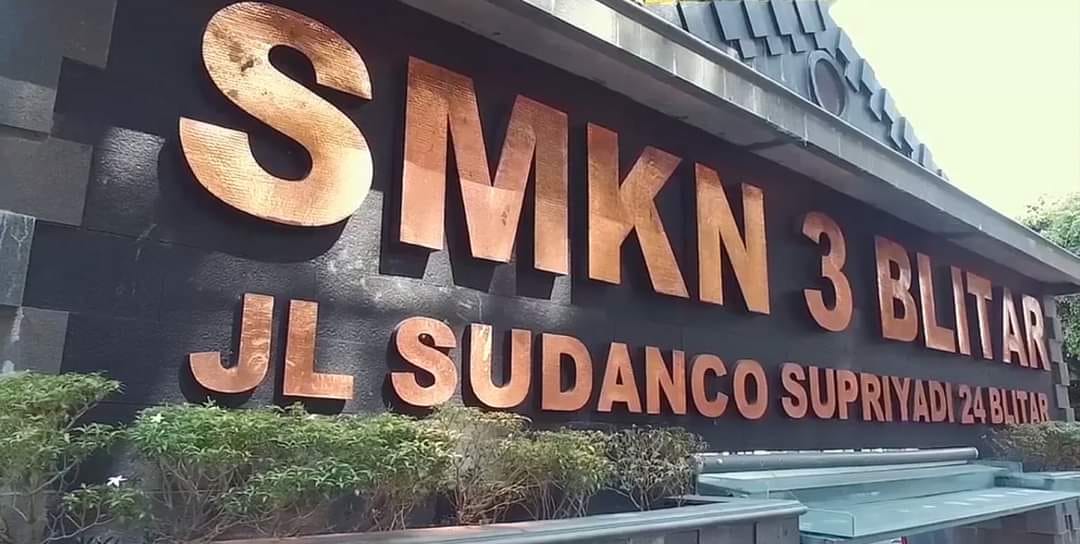 SMKN 3 BLITAR
JL SUDANCO SUPRIYADI 24 BLITAR